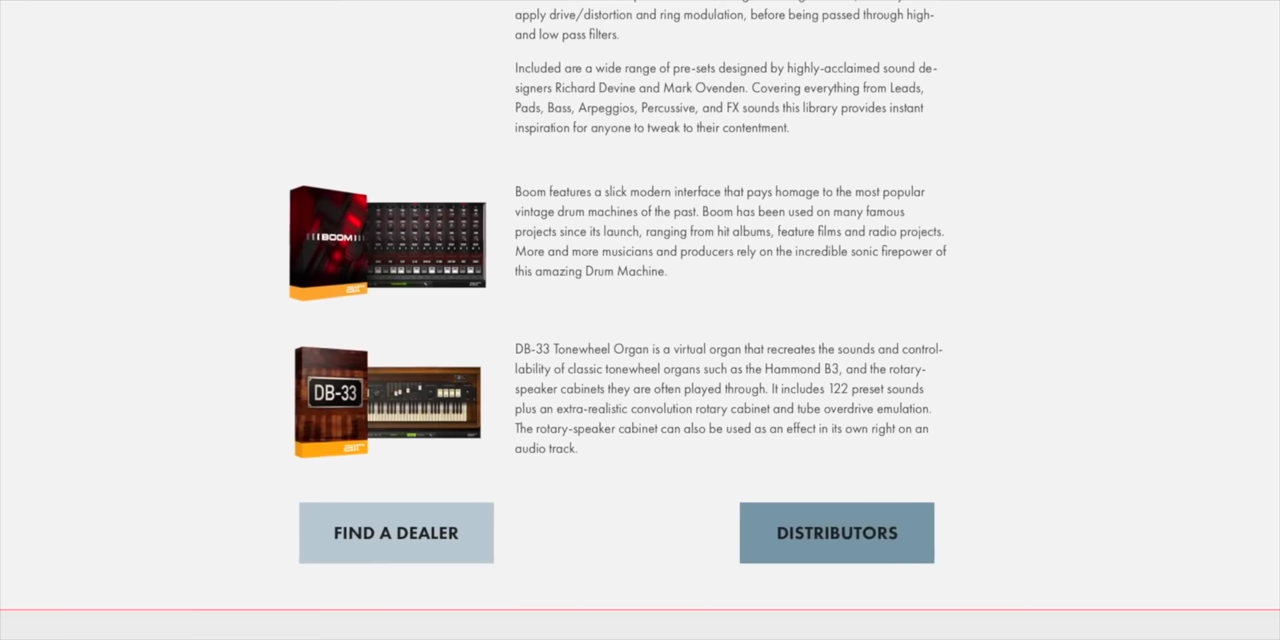 apply drive/distortion and ring modulation, before being passed through high-
and low pass filters.
Included are a wide range of pre-sets designed by highly-acclaimed sound de-
signers Richard Devine and Mark Ovenden. Covering everything from Leads,
Pads, Bass, Arpeggios, Percussive, and FX sounds this library provides instant
inspiration for anyone to tweak to their contentment.
BOOM
Boom features a slick modern interface that pays homage to the most popular
vintage drum machines of the past. Boom has been used on many famous
projects since its launch, ranging from hit albums, feature films and radio projects.
More and more musicians and producers rely on the incredible sonic firepower of
this amazing Drum Machine.
DB-33
DB-33 Tonewheel Organ is a virtual organ that recreates the sounds and control-
lability of classic tonewheel organs such as the Hammond B3, and the rotary-
speaker cabinets they are often played through. It includes 122 preset sounds
plus an extra-realistic convolution rotary cabinet and tube overdrive emulation.
The rotary-speaker cabinet can also be used as an effect in its own right on an
audio track.
FIND A DEALER
DISTRIBUTORS